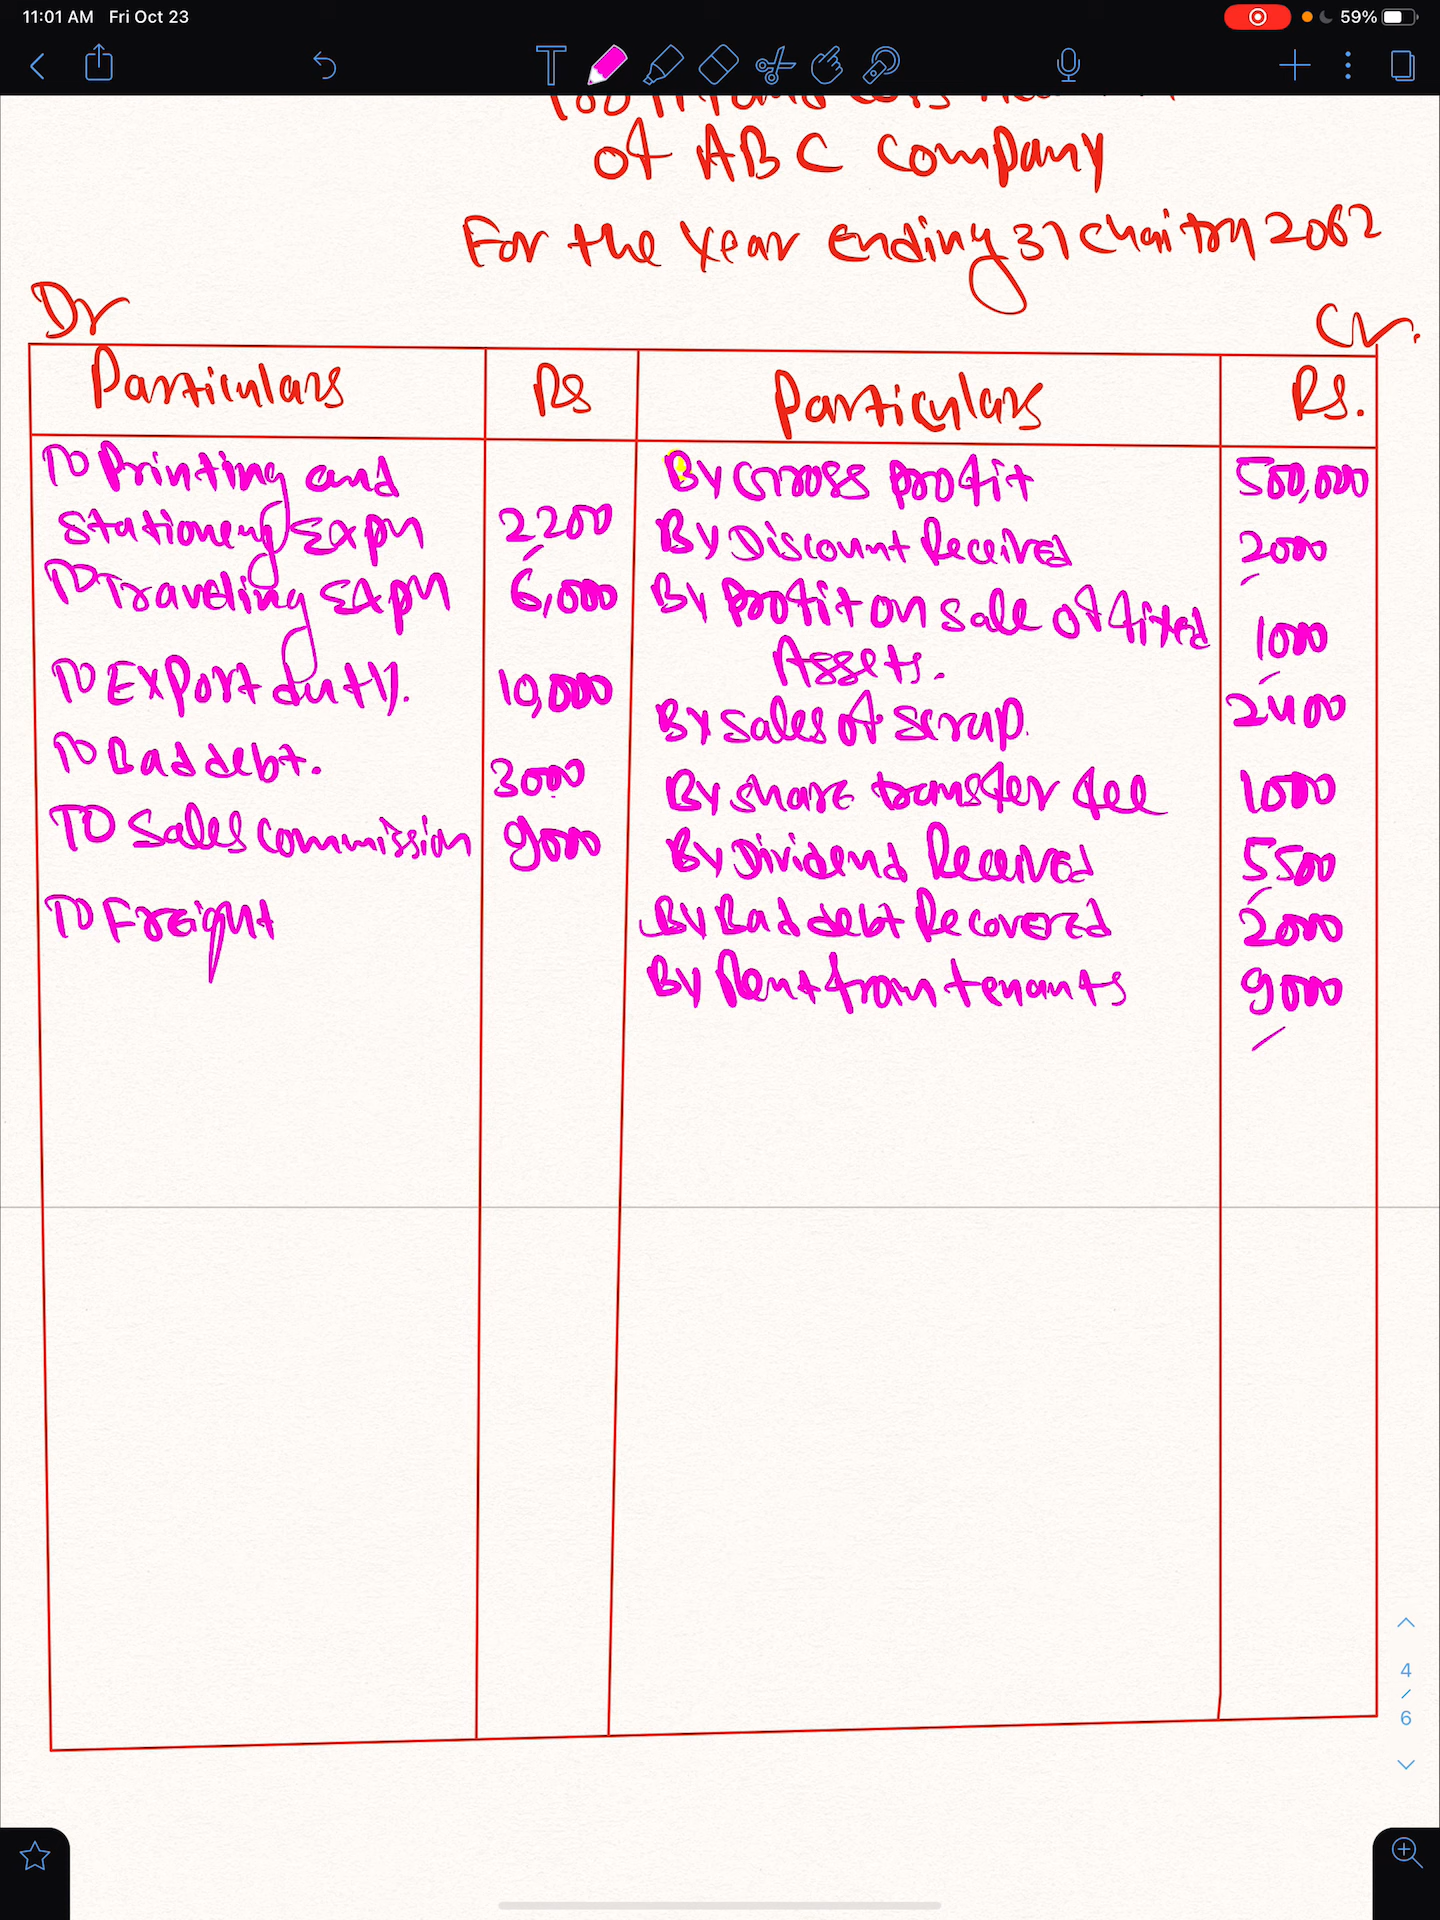 11:01 AM Fri Oct 23
59%
of ABC Company
For the Year ending 31 Chaitra 2062
Dr
Cr.
Particulars Rs Particulars Rs.
To Printing and
Stationery Expn 2200
To Traveling Expn 6,000
To Export duty. 10,000
To Bad debt. 3000
To Sales Commission 9000
To Freight
By Gross profit 500,000
By Discount Received 2000
By Profit on sale of fixed
Assets. 1000
By Sales of Scrap. 2400
By share transfer fee 1000
By Dividend Received 5500
By Bad debt Recovered 2000
By Rent from tenants 9000
4
/
6